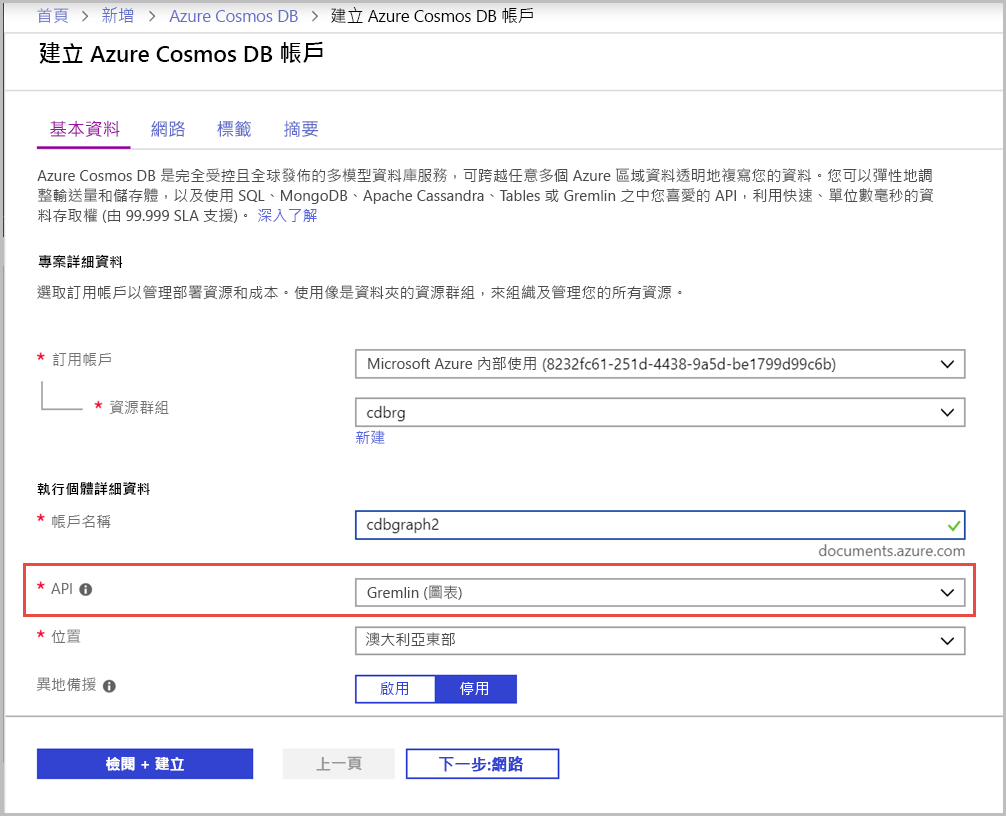 首頁 > 新增 > Azure Cosmos DB > 建立 Azure Cosmos DB 帳戶
建立 Azure Cosmos DB 帳戶
基本資料 網路 標籤 摘要
Azure Cosmos DB 是完全受控且全球發佈的多模型資料庫服務，可跨越任意多個 Azure 區域資料透明地複寫您的資料。您可以彈性地調
整輸送量和儲存體，以及使用 SQL、MongoDB、Apache Cassandra、Tables 或 Gremlin 之中您喜愛的 API，利用快速、單位數毫秒的資
料存取權 (由 99.999 SLA 支援)。 深入了解
專案詳細資料
選取訂用帳戶以管理部署資源和成本。使用像是資料夾的資源群組，來組織及管理您的所有資源。
* 訂用帳戶 Microsoft Azure 內部使用 (8232fc61-251d-4438-9a5d-be1799d99c6b)
* 資源群組 cdbrg
新建
執行個體詳細資料
* 帳戶名稱 cdbgraph2
documents.azure.com
* API Gremlin (圖表)
* 位置 澳大利亞東部
異地備援 啟用 停用
檢閱 + 建立 上一頁 下一步:網路